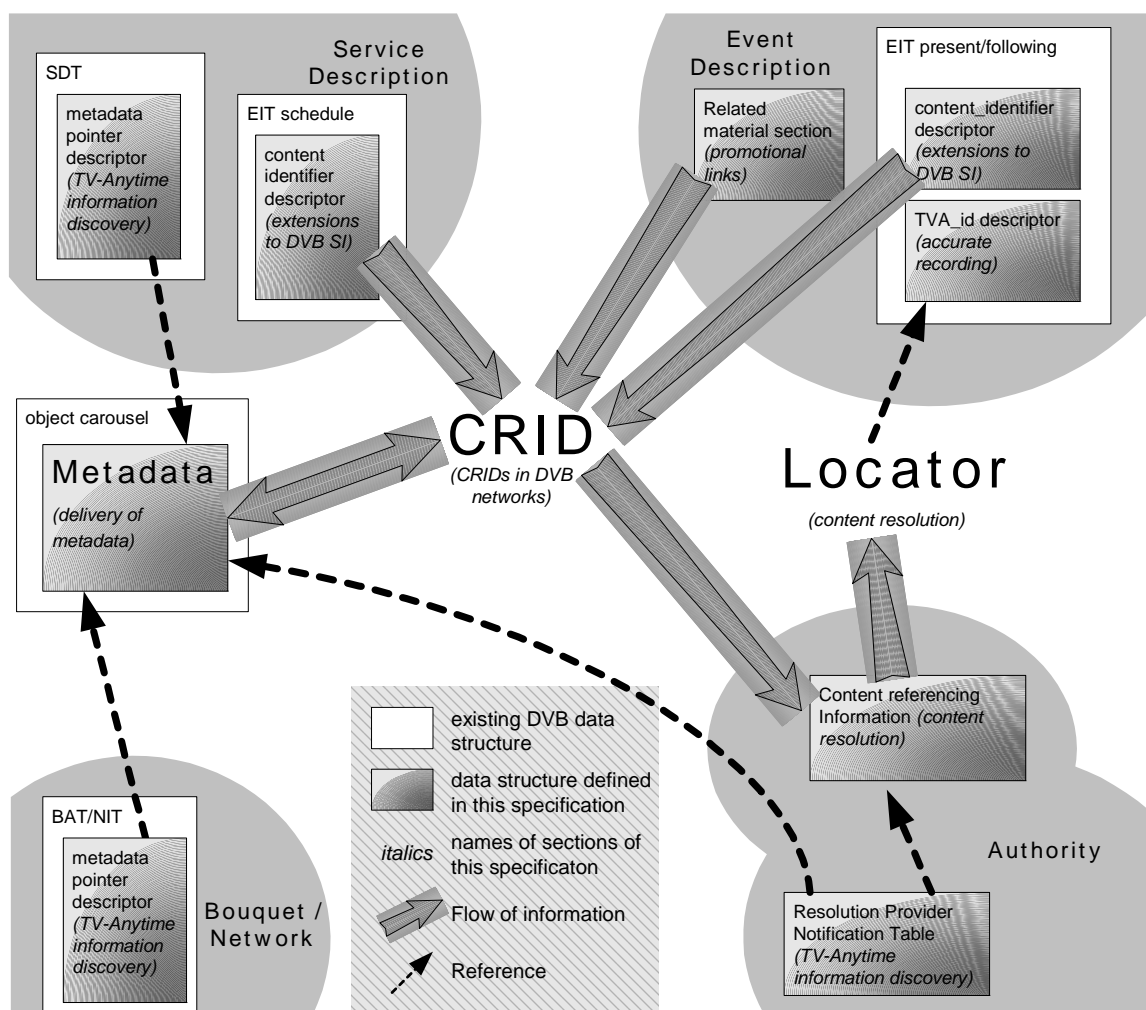 Service
Description
SDT
metadata
pointer
descriptor
(TV-Anytime
information
discovery)
EIT schedule
content
identifier
descriptor
(extensions
to DVB SI)
Event
Description
Related
material section
(promotional
links)
EIT present/following
content_identifier
descriptor
(extensions to
DVB SI)
TVA_id descriptor
(accurate
recording)
object carousel
Metadata
(delivery of
metadata)
CRID
(CRIDs in DVB
networks)
Locator
(content resolution)
Content referencing
Information (content
resolution)
Authority
Resolution Provider
Notification Table
(TV-Anytime
information discovery)
BAT/NIT
metadata
pointer
descriptor
(TV-Anytime
information
discovery)
Bouquet /
Network
existing DVB data
structure
data structure defined
in this specification
italics
names of sections of
this specificaton
Flow of information
Reference